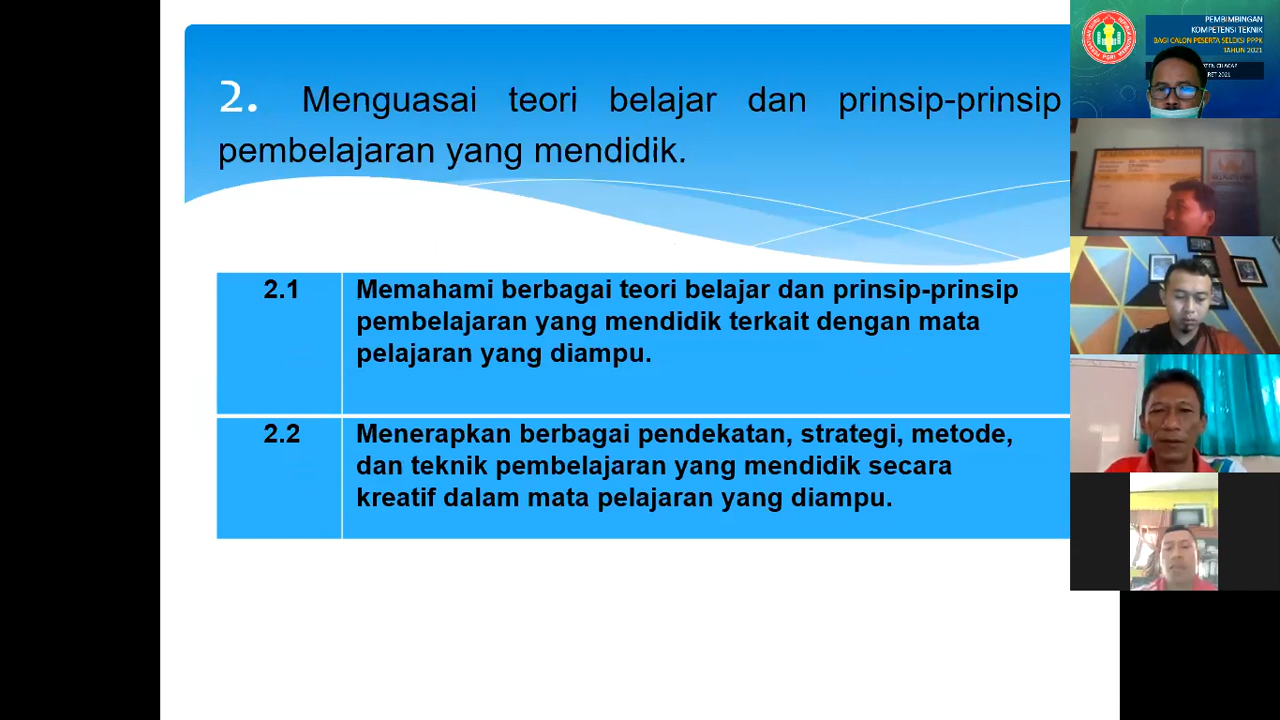 2. Menguasai teori belajar dan prinsip-prinsip
pembelajaran yang mendidik.
2.1
Memahami berbagai teori belajar dan prinsip-prinsip
pembelajaran yang mendidik terkait dengan mata
pelajaran yang diampu.
2.2
Menerapkan berbagai pendekatan, strategi, metode,
dan teknik pembelajaran yang mendidik secara
kreatif dalam mata pelajaran yang diampu.
PEMBIMBINGAN
KOMPETENSI TEKNIK
BAGI CALON PESERTA SELEKSI PPPK
TAHUN 2021
PGRI